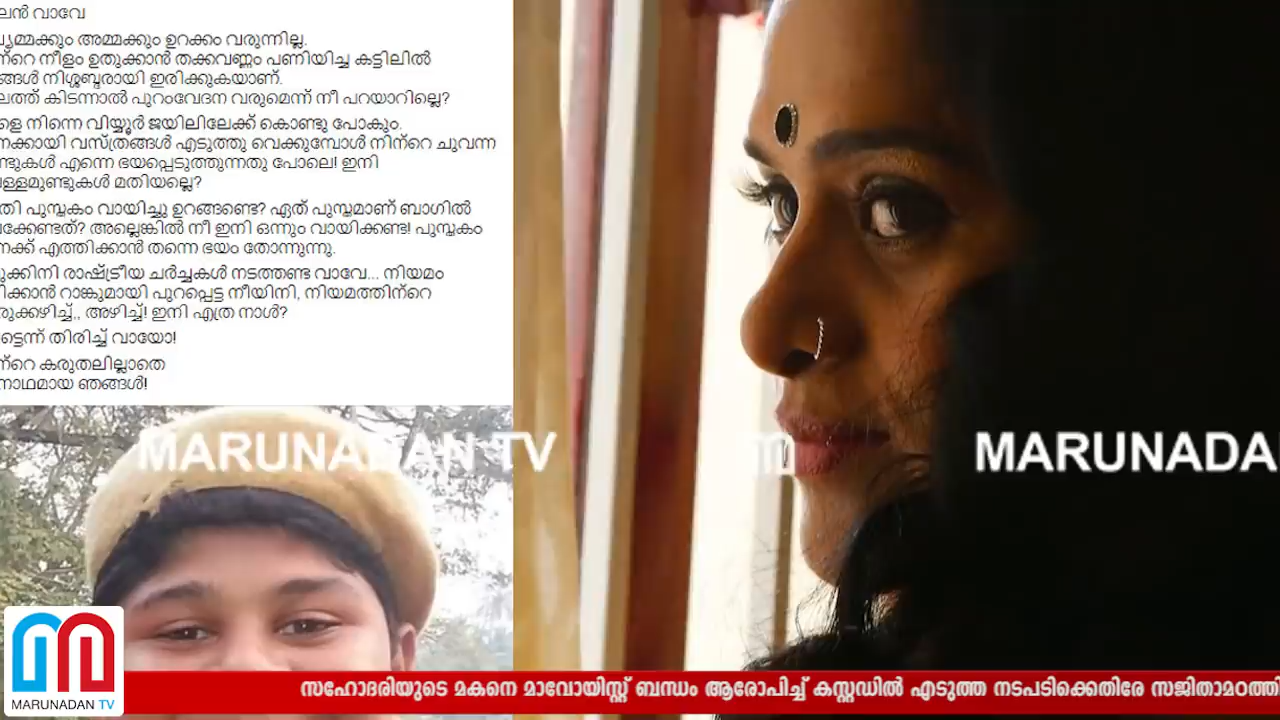 ലൻ വാവേ
മ്മക്കും അമ്മക്കും ഉറക്കം വരുന്നില്ല.
ന്റെ നീളം ഉതുക്കാൻ തക്കവണ്ണം പണിയിച്ച കട്ടിലിൽ
ങ്ങൾ നിശ്ശബ്ദരായി ഇരിക്കുകയാണ്.
ലത്ത് കിടന്നാൽ പുറംവേദന വരുമെന്ന് നീ പറയാറില്ലെ?
ളെ നിന്നെ വിയ്യൂർ ജയിലിലേക്ക് കൊണ്ടു പോകും.
നക്കായി വസ്ത്രങ്ങൾ എടുത്തു വെക്കുമ്പോൾ നിന്റെ ചുവന്ന
ണ്ടുകൾ എന്നെ ഭയപ്പെടുത്തുന്നതു പോലെ! ഇനി
ള്ളമുണ്ടുകൾ മതിയല്ലെ?
തി പുസ്തകം വായിച്ചു ഉറങ്ങണ്ടെ? ഏത് പുസ്തമാണ് ബാഗിൽ
ക്കേണ്ടത്? അല്ലെങ്കിൽ നീ ഇനി ഒന്നും വായിക്കണ്ട! പുസ്തകം
നക്ക് എത്തിക്കാൻ തന്നെ ഭയം തോന്നുന്നു.
ുക്കിനി രാഷ്ട്രീയ ചർച്ചകൾ നടത്തണ്ട വാവേ... നിയമം
ിക്കാൻ റാങ്കുമായി പുറപ്പെട്ട നീയിനി, നിയമത്തിന്റെ
രുക്കഴിച്ച്.. അഴിച്ച്! ഇനി എത്ര നാൾ?
ട്ടെന്ന് തിരിച്ച് വായോ!
ന്റെ കരുതലില്ലാതെ
നാഥമായ ഞങ്ങൾ!
MARUNADAN TV
MARUNADA
MARUNADAN TV
സഹോദരിയുടെ മകനെ മാവോയിസ്റ്റ് ബന്ധം ആരോപിച്ച് കസ്റ്റഡിൽ എടുത്ത നടപടിക്കെതിരേ സജിതാമഠത്തി